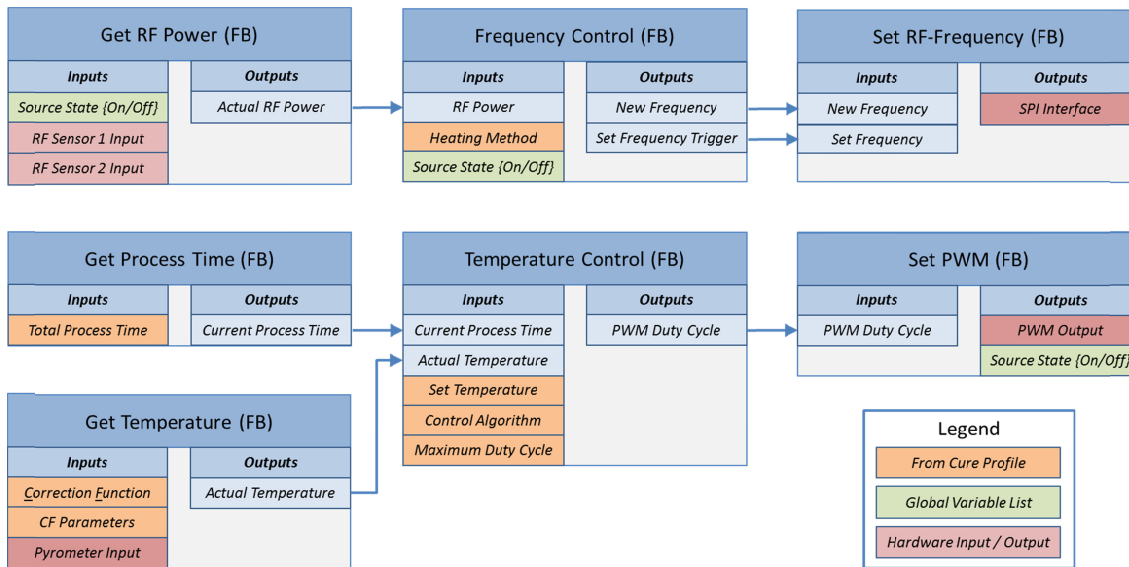 Get RF Power (FB)
Inputs
Outputs
Source State {On/Off}
Actual RF Power
RF Sensor 1 Input
RF Sensor 2 Input
Frequency Control (FB)
Inputs
Outputs
RF Power
New Frequency
Heating Method
Set Frequency Trigger
Source State {On/Off}
Set RF-Frequency (FB)
Inputs
Outputs
New Frequency
SPI Interface
Set Frequency
Get Process Time (FB)
Inputs
Outputs
Total Process Time
Current Process Time
Temperature Control (FB)
Inputs
Outputs
Current Process Time
PWM Duty Cycle
Actual Temperature
Set Temperature
Control Algorithm
Maximum Duty Cycle
Set PWM (FB)
Inputs
Outputs
PWM Duty Cycle
PWM Output
Source State {On/Off}
Get Temperature (FB)
Inputs
Outputs
Correction Function
Actual Temperature
CF Parameters
Pyrometer Input
Legend
From Cure Profile
Global Variable List
Hardware Input / Output